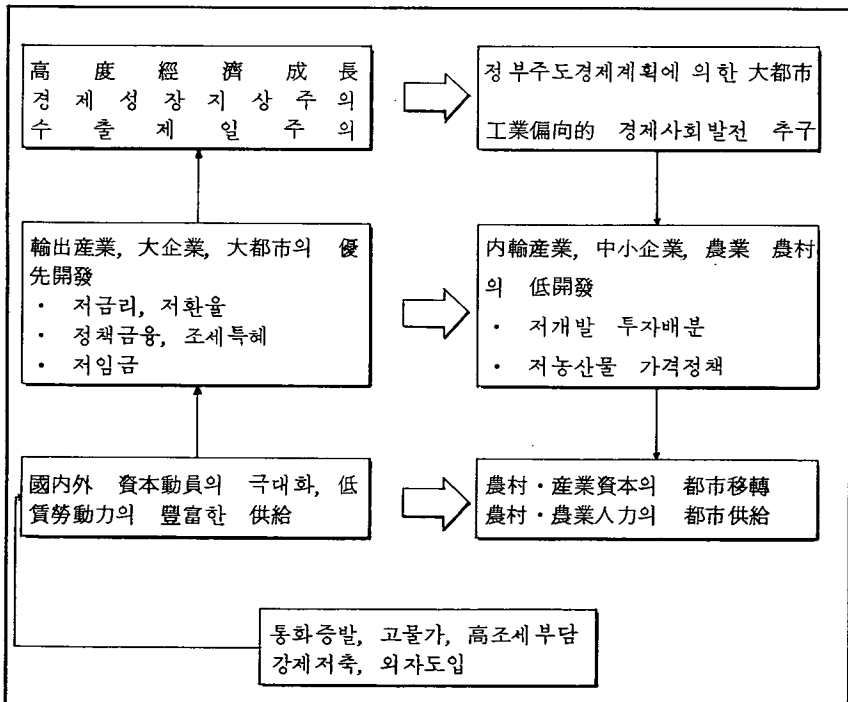 高度經濟成長
경제성장지상주의
수출제일주의
정부주도경제계획에 의한 大都市
工業偏向的 경제사회발전 추구
輸出産業, 大企業, 大都市의 優
先開發
· 저금리, 저환율
· 정책금융, 조세특혜
· 저임금
内輸産業, 中小企業, 農業 農村
의 低開發
· 저개발 투자배분
· 저농산물 가격정책
國内外 資本動員의 극대화, 低
賃勞動力의 豐富한 供給
農村·産業資本의 都市移轉
農村·農業人力의 都市供給
통화증발, 고물가, 高조세부담
강제저축, 외자도입